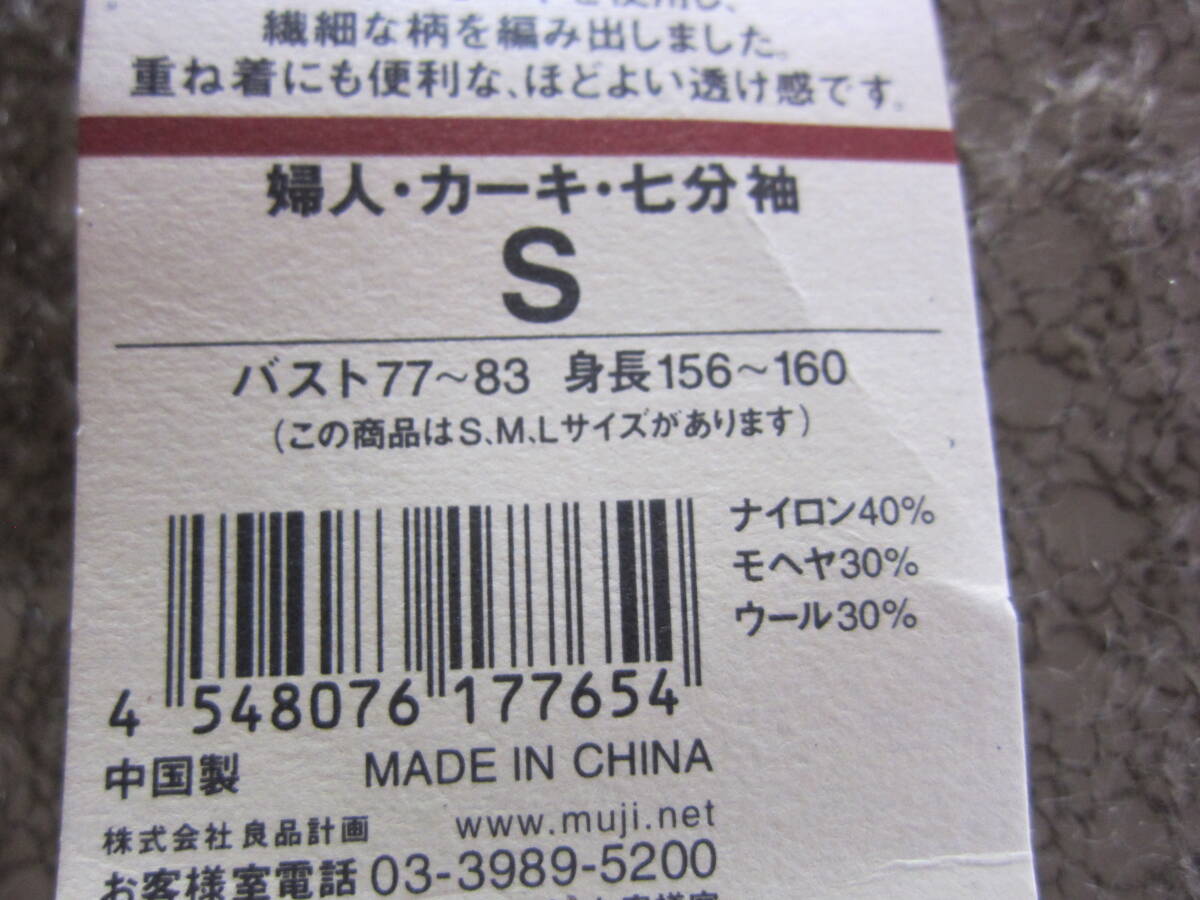 を使用し、
繊細な柄を編み出しました。
重ね着にも便利な、ほどよい透け感です。
婦人・カーキ・七分袖
S
バスト77～83 身長156～160
(この商品はS、M、Lサイズがあります)
ナイロン40%
モヘヤ30%
ウール30%
4 548076 177654
中国製 MADE IN CHINA
株式会社 良品計画 www.muji.net
お客様室電話 03-3989-5200